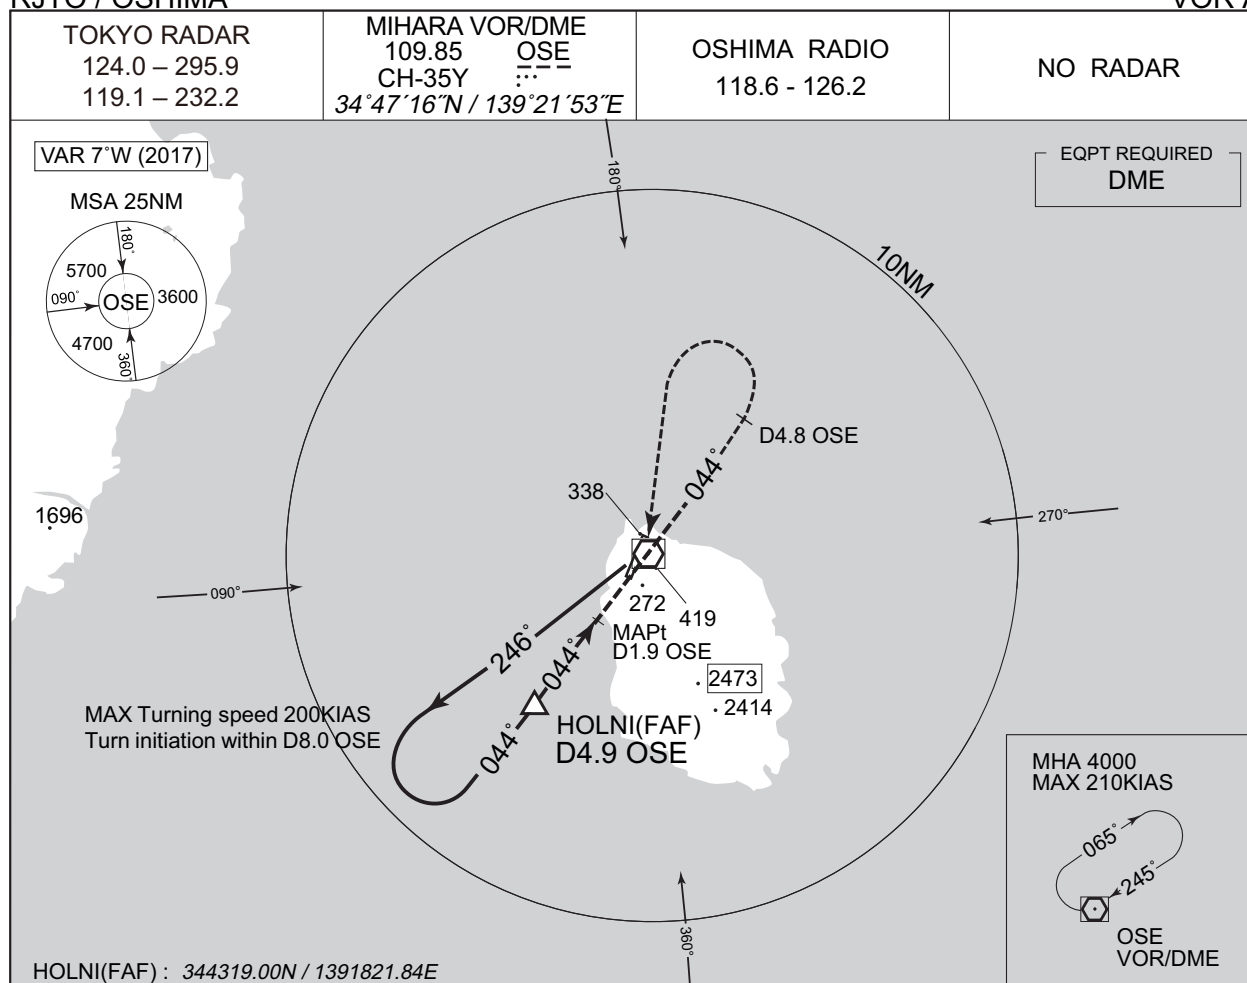 RJTO / OSHIMA
VOR A
TOKYO RADAR
124.0 – 295.9
119.1 – 232.2
MIHARA VOR/DME
109.85 OSE
CH-35Y
34˚47´16˝N / 139˚21´53˝E
OSHIMA RADIO
118.6 - 126.2
NO RADAR
VAR 7˚W (2017)
EQPT REQUIRED
DME
MSA 25NM
180˚
5700
090˚
OSE
3600
4700
360˚
180˚
10NM
D4.8 OSE
044˚
338
1696
270˚
090˚
272
419
MAPt
D1.9 OSE
246˚
044˚
2473
2414
MAX Turning speed 200KIAS
Turn initiation within D8.0 OSE
HOLNI(FAF)
D4.9 OSE
044˚
MHA 4000
MAX 210KIAS
065˚
245˚
OSE
VOR/DME
360˚
HOLNI(FAF) : 344319.00N / 1391821.84E